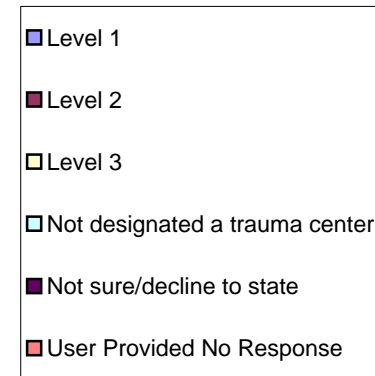 Level 1
Level 2
Level 3
Not designated a trauma center
Not sure/decline to state
User Provided No Response